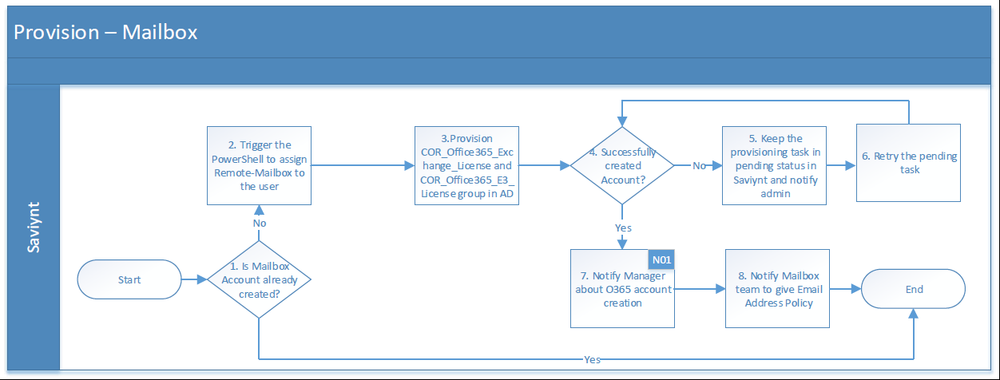 Provision – Mailbox
Saviynt
Start
1. Is Mailbox
Account already
created?
No
2. Trigger the
PowerShell to assign
Remote-Mailbox to
the user
3.Provision
COR_Office365_Exc
hange_License and
COR_Office365_E3_
License group in AD
4. Successfully
created
Account?
No
5. Keep the
provisioning task in
pending status in
Saviynt and notify
admin
6. Retry the pending
task
Yes
N01
7. Notify Manager
about O365 account
creation
8. Notify Mailbox
team to give Email
Address Policy
End
Yes